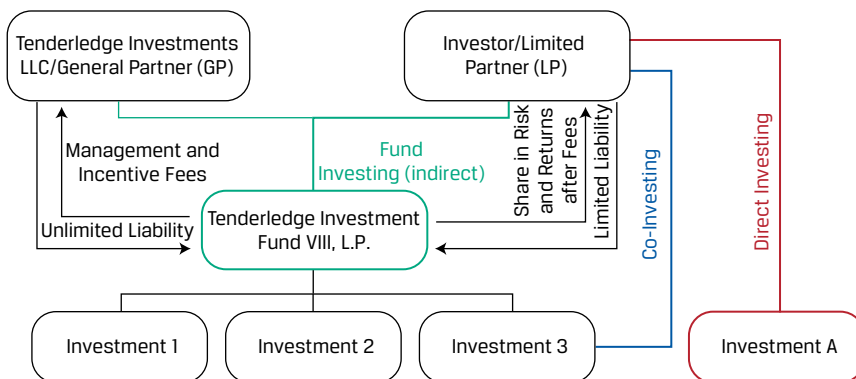 Tenderledge Investments
LLC/General Partner (GP)
Investor/Limited
Partner (LP)
Management and
Incentive Fees
Fund
Investing (indirect)
Share in Risk
and Returns
after Fees
Limited Liability
Co-Investing
Direct Investing
Unlimited Liability
Tenderledge Investment
Fund VIII, L.P.
Investment 1
Investment 2
Investment 3
Investment A